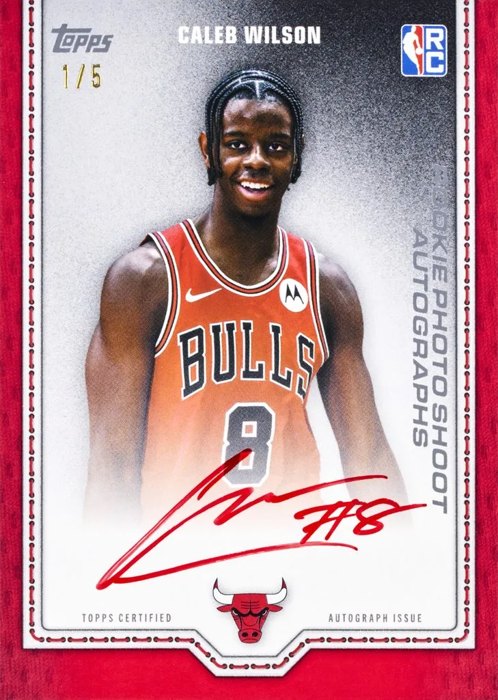 Topps
CALEB WILSON
RC
1/5
ROOKIE PHOTO SHOOT
AUTOGRAPHS
BULLS
8
#8
TOPPS CERTIFIED
AUTOGRAPH ISSUE